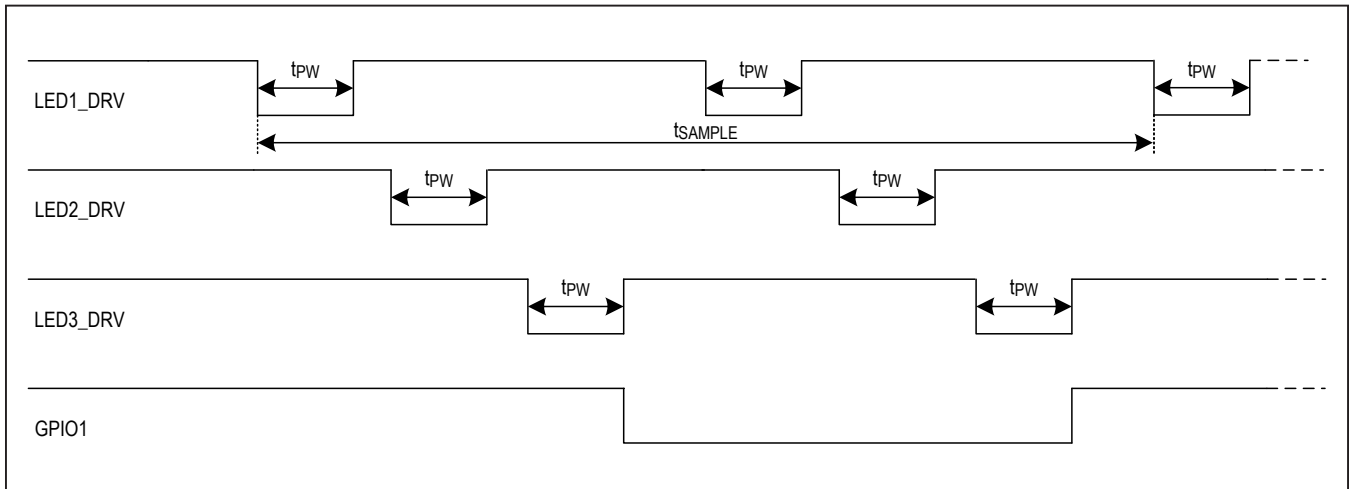 tPW tPW tPW
LED1_DRV
tSAMPLE
tPW tPW
LED2_DRV
tPW tPW
LED3_DRV
GPIO1